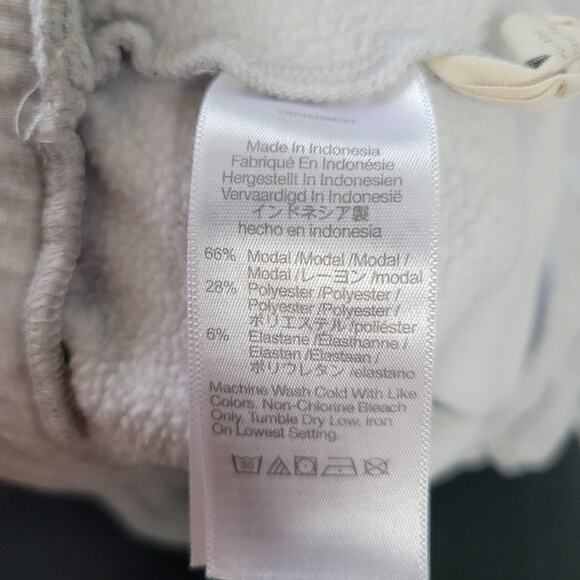 Made In Indonesia
Fabriqué En Indonésie
Hergestellt In Indonesien
Vervaardigd In Indonesië
インドネシア製
hecho en indonesia
66% Modal /Modal /Modal /
Modal /レーヨン /modal
28% Polyester /Polyester /
Polyester /Polyester /
ポリエステル /poliéster
6% Elastane /Elasthanne /
Elastan /Elastaan /
ポリウレタン /elastano
Machine Wash Cold With Like
Colors. Non-Chlorine Bleach
Only. Tumble Dry Low. Iron
On Lowest Setting.
30